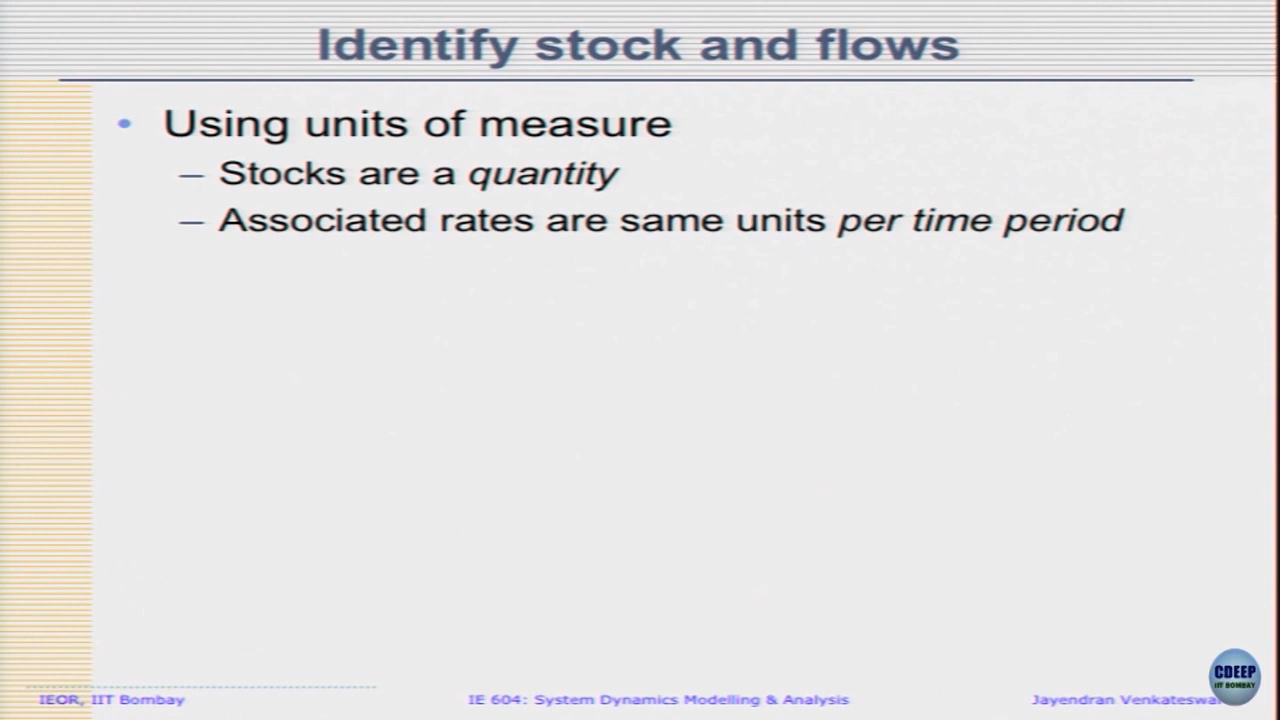 Identify stock and flows
• Using units of measure
– Stocks are a quantity
– Associated rates are same units per time period
CDEEP
IIT BOMBAY
IEOR, IIT Bombay
IE 604: System Dynamics Modelling & Analysis
Jayendran